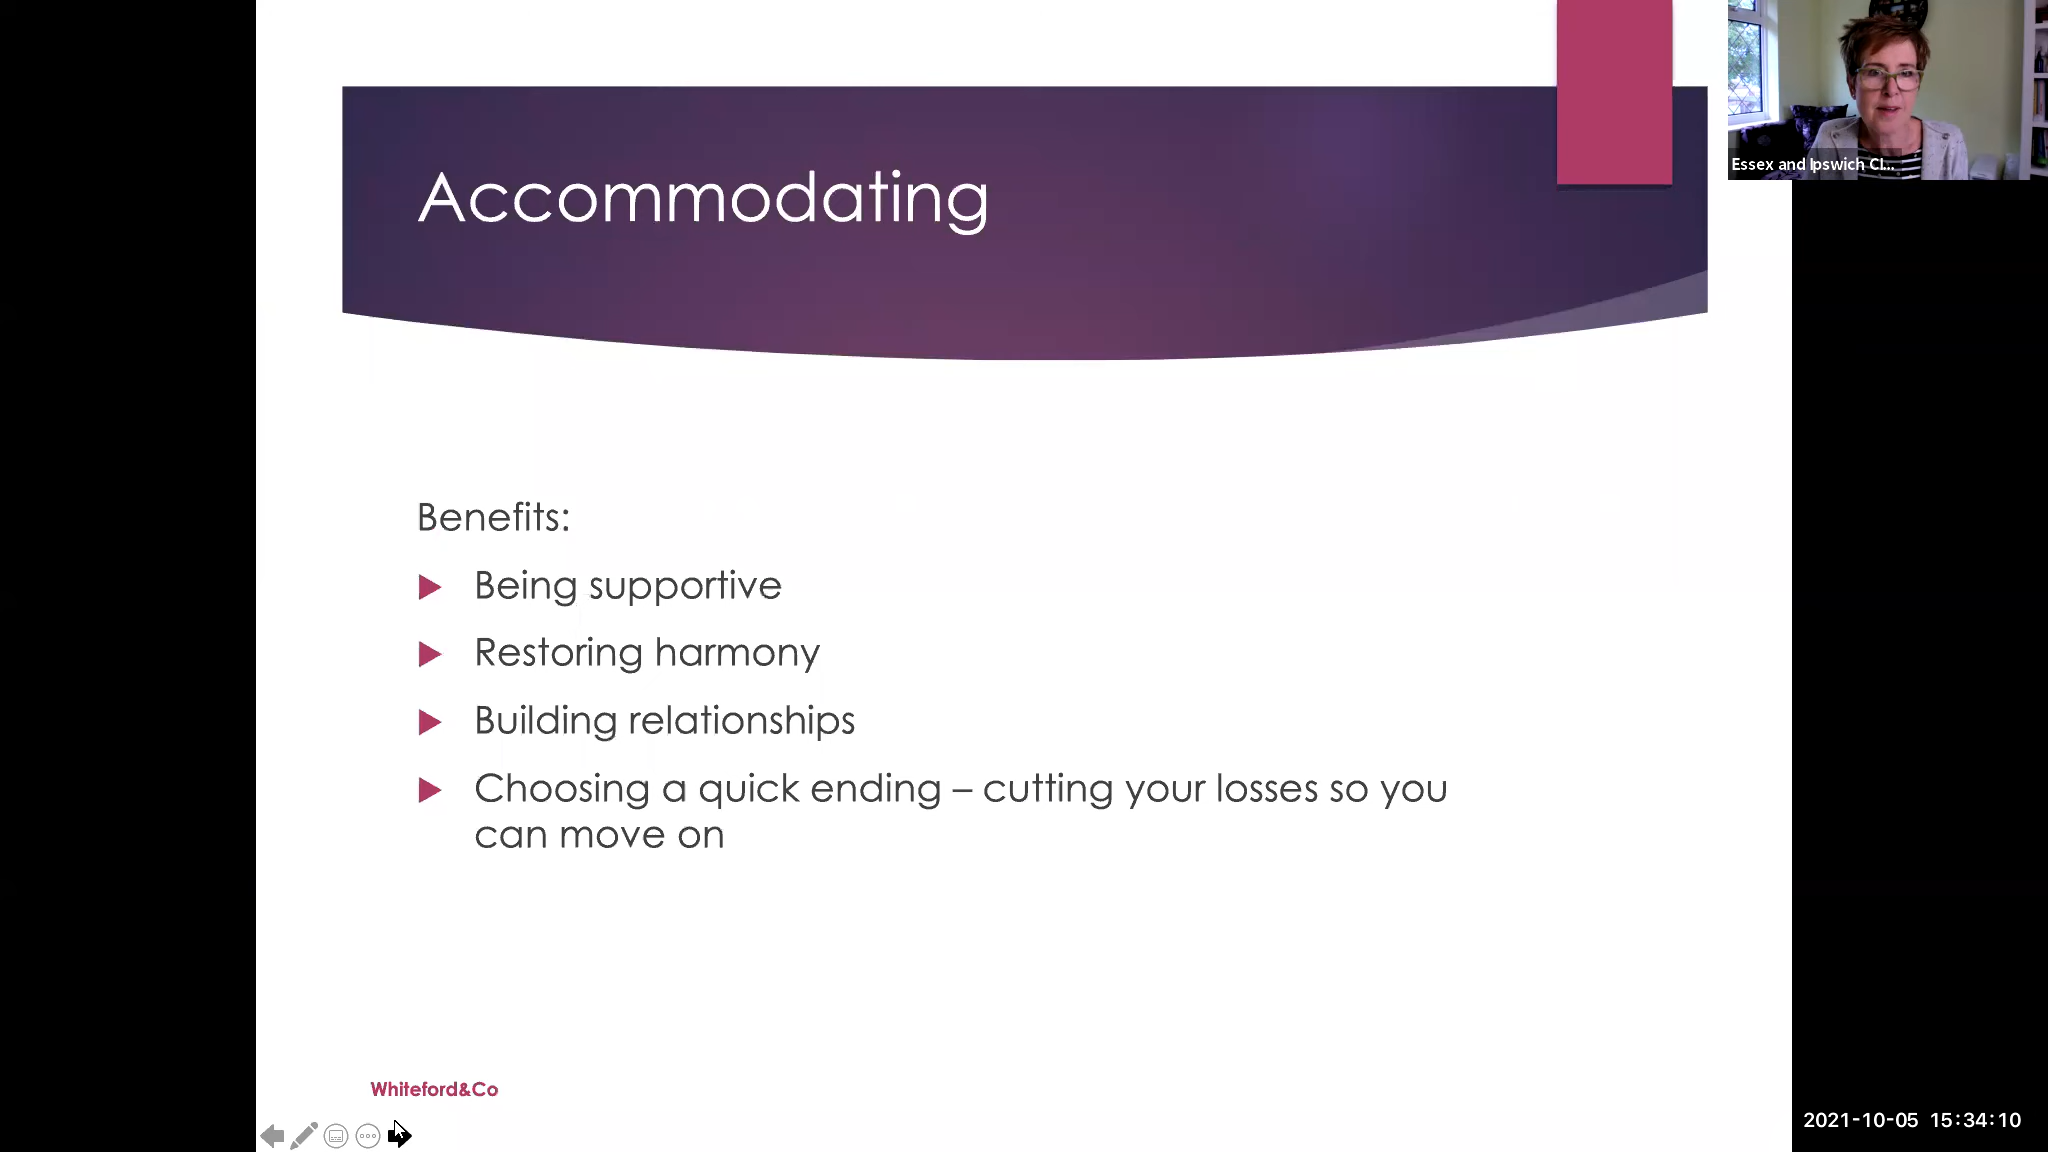 Accommodating
Essex and Ipswich Cl...
Benefits:
Being supportive
Restoring harmony
Building relationships
Choosing a quick ending – cutting your losses so you
can move on
Whiteford&Co
2021-10-05 15:34:10